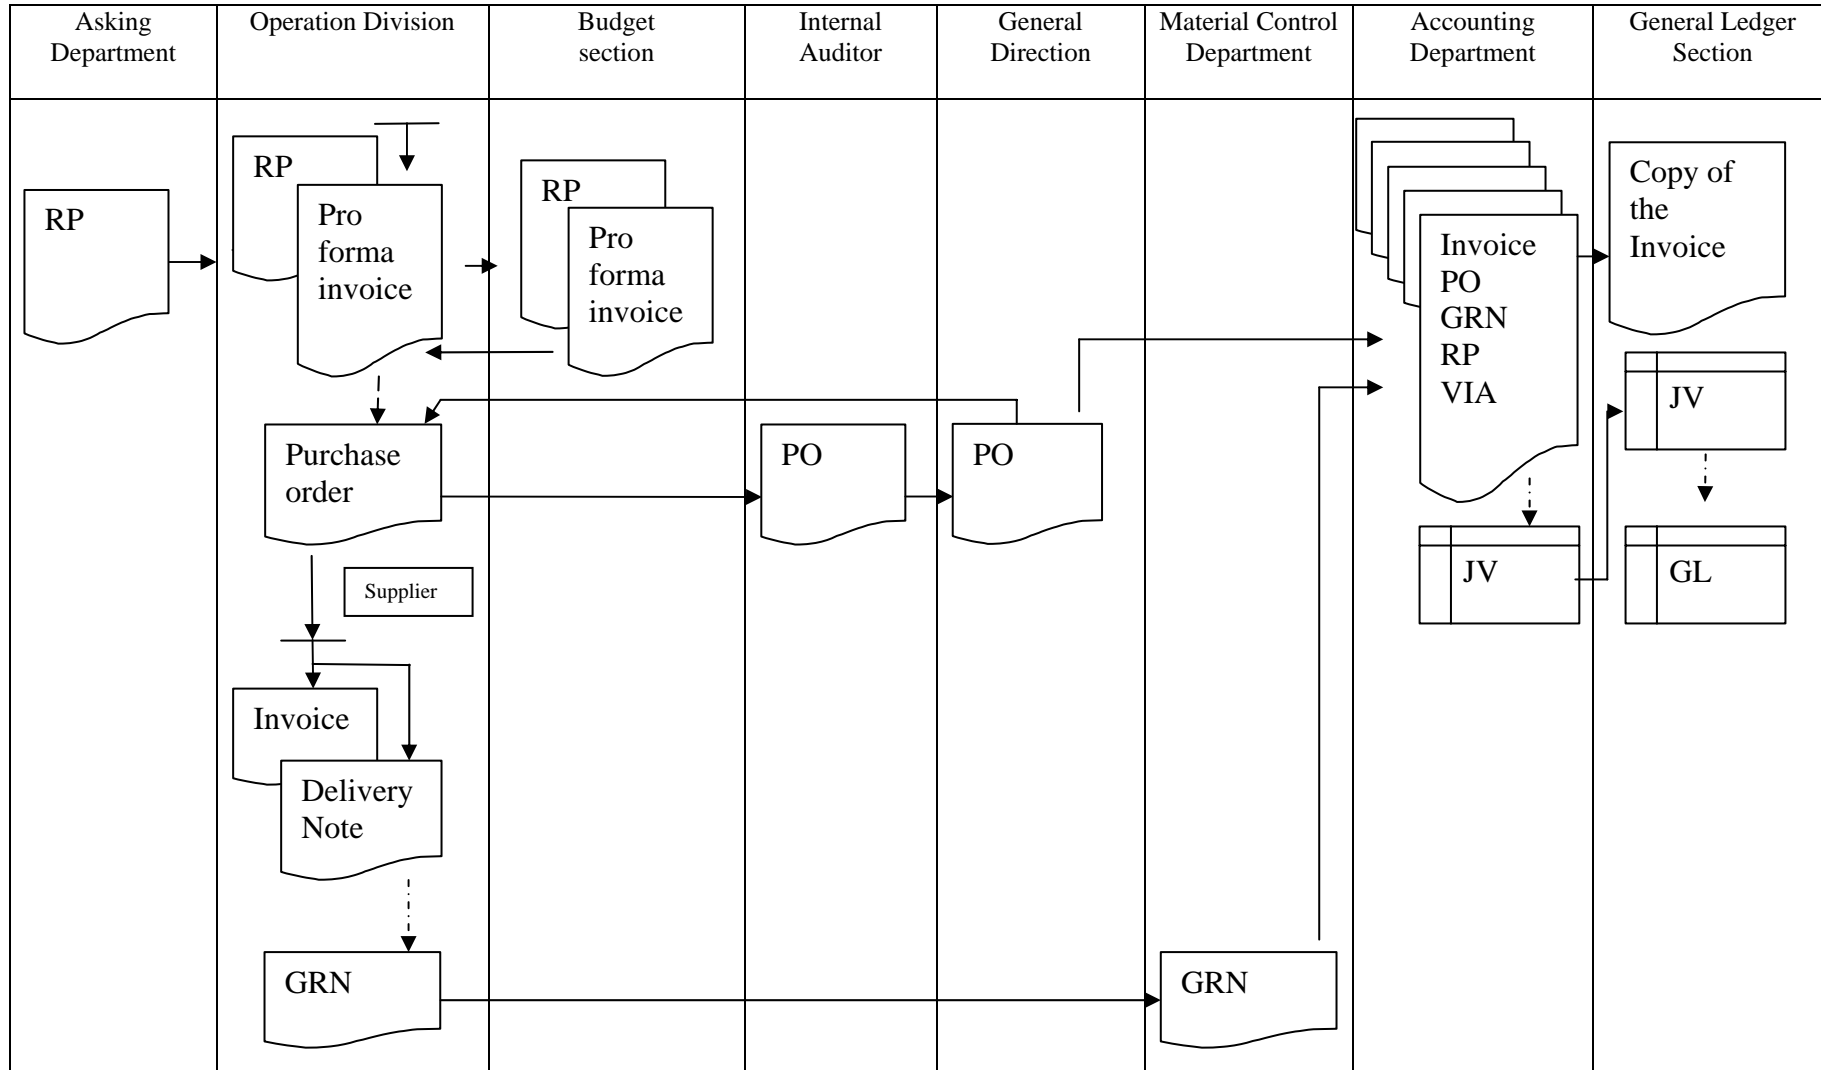 Asking
Department
Operation Division
Budget
section
Internal
Auditor
General
Direction
Material Control
Department
Accounting
Department
General Ledger
Section
RP
RP
Pro
forma
invoice
RP
Pro
forma
invoice
Purchase
order
PO
PO
Invoice
PO
GRN
RP
VIA
Copy of
the
Invoice
JV
JV
GL
Supplier
Invoice
Delivery
Note
GRN
GRN